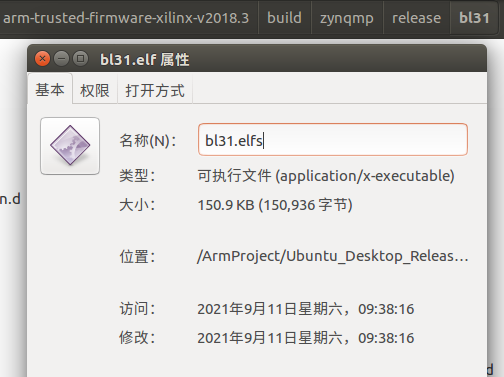 arm-trusted-firmware-xilinx-v2018.3 build zynqmp release bl31
bl31.elf 属性
基本 权限 打开方式
名称(N)： bl31.elfs
类型： 可执行文件 (application/x-executable)
大小： 150.9 KB (150,936 字节)
n.d
位置： /ArmProject/Ubuntu_Desktop_Releas…
访问： 2021年9月11日星期六，09:38:16
修改： 2021年9月11日星期六，09:38:16
d